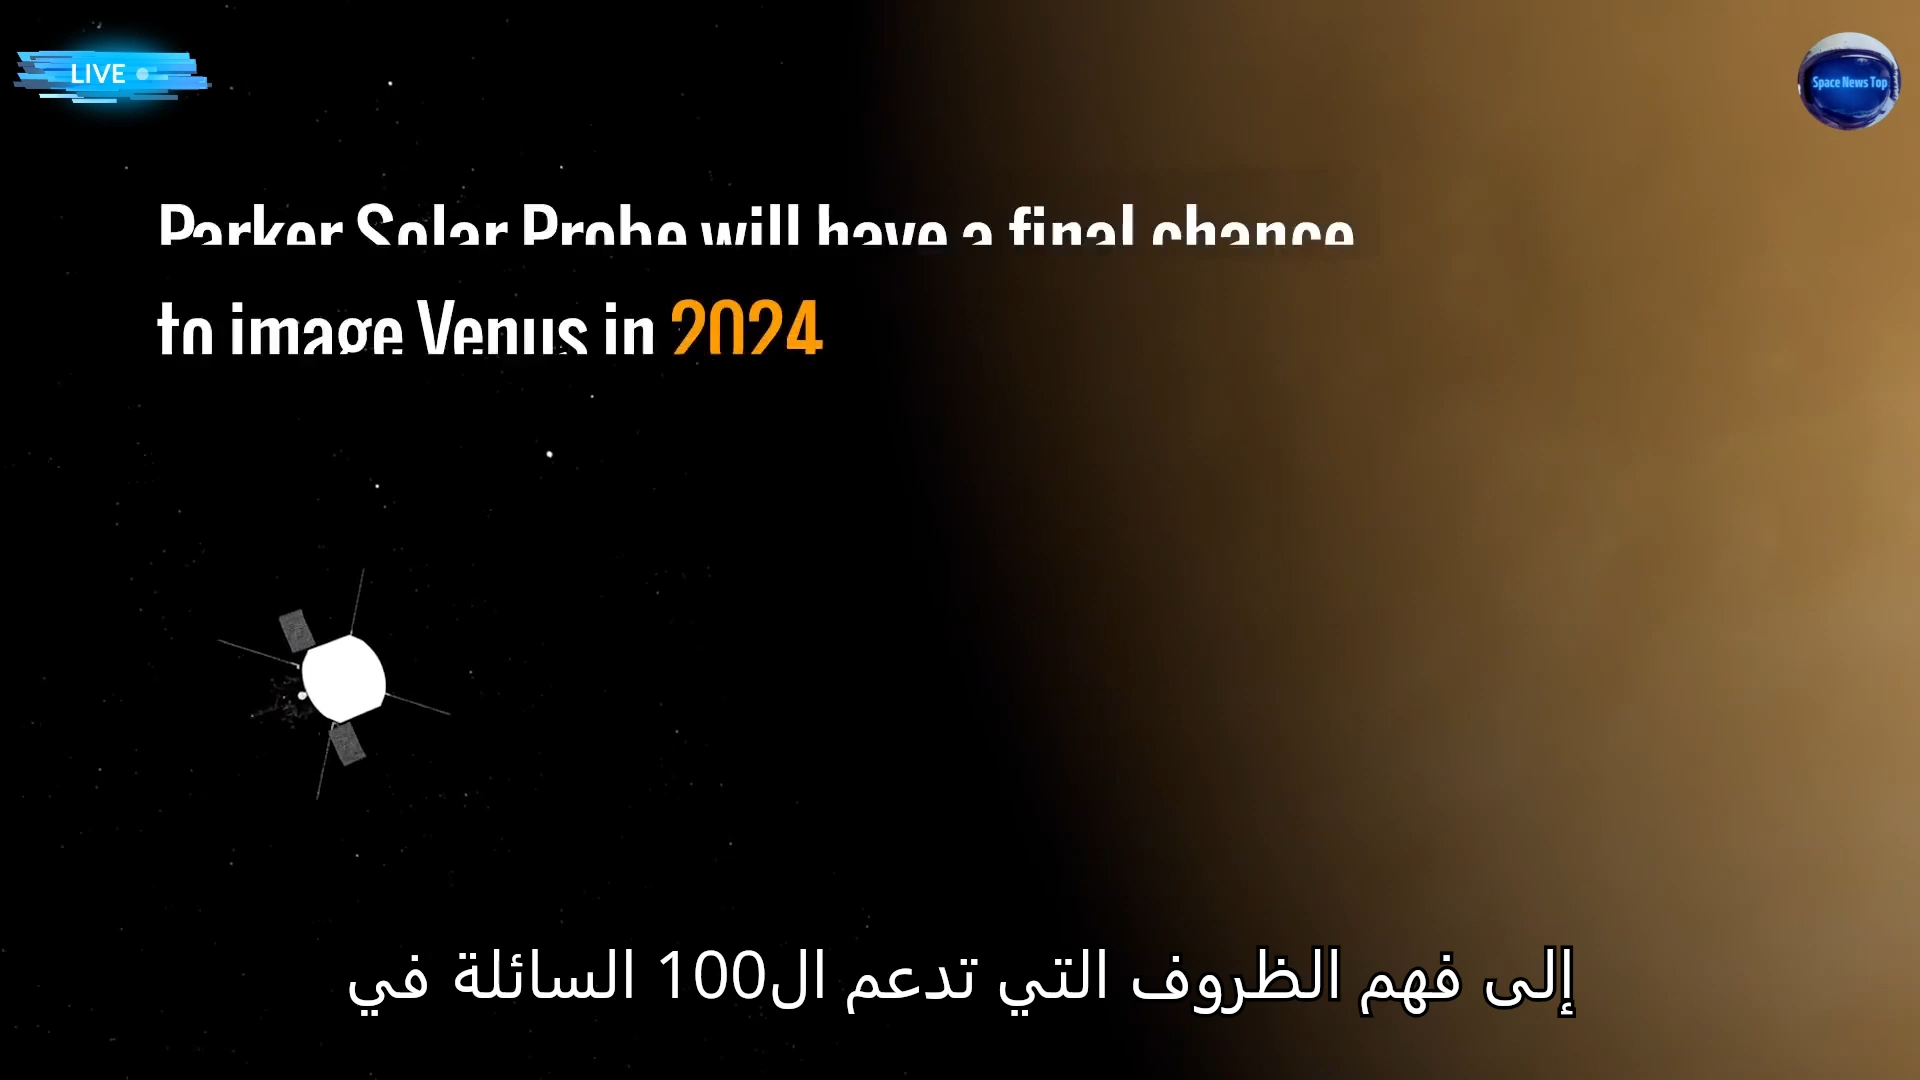 LIVE
Space News Top
Parker Solar Probe will have a final chance
to image Venus in 2024
إلى فهم الظروف التي تدعم ال100 السائلة في